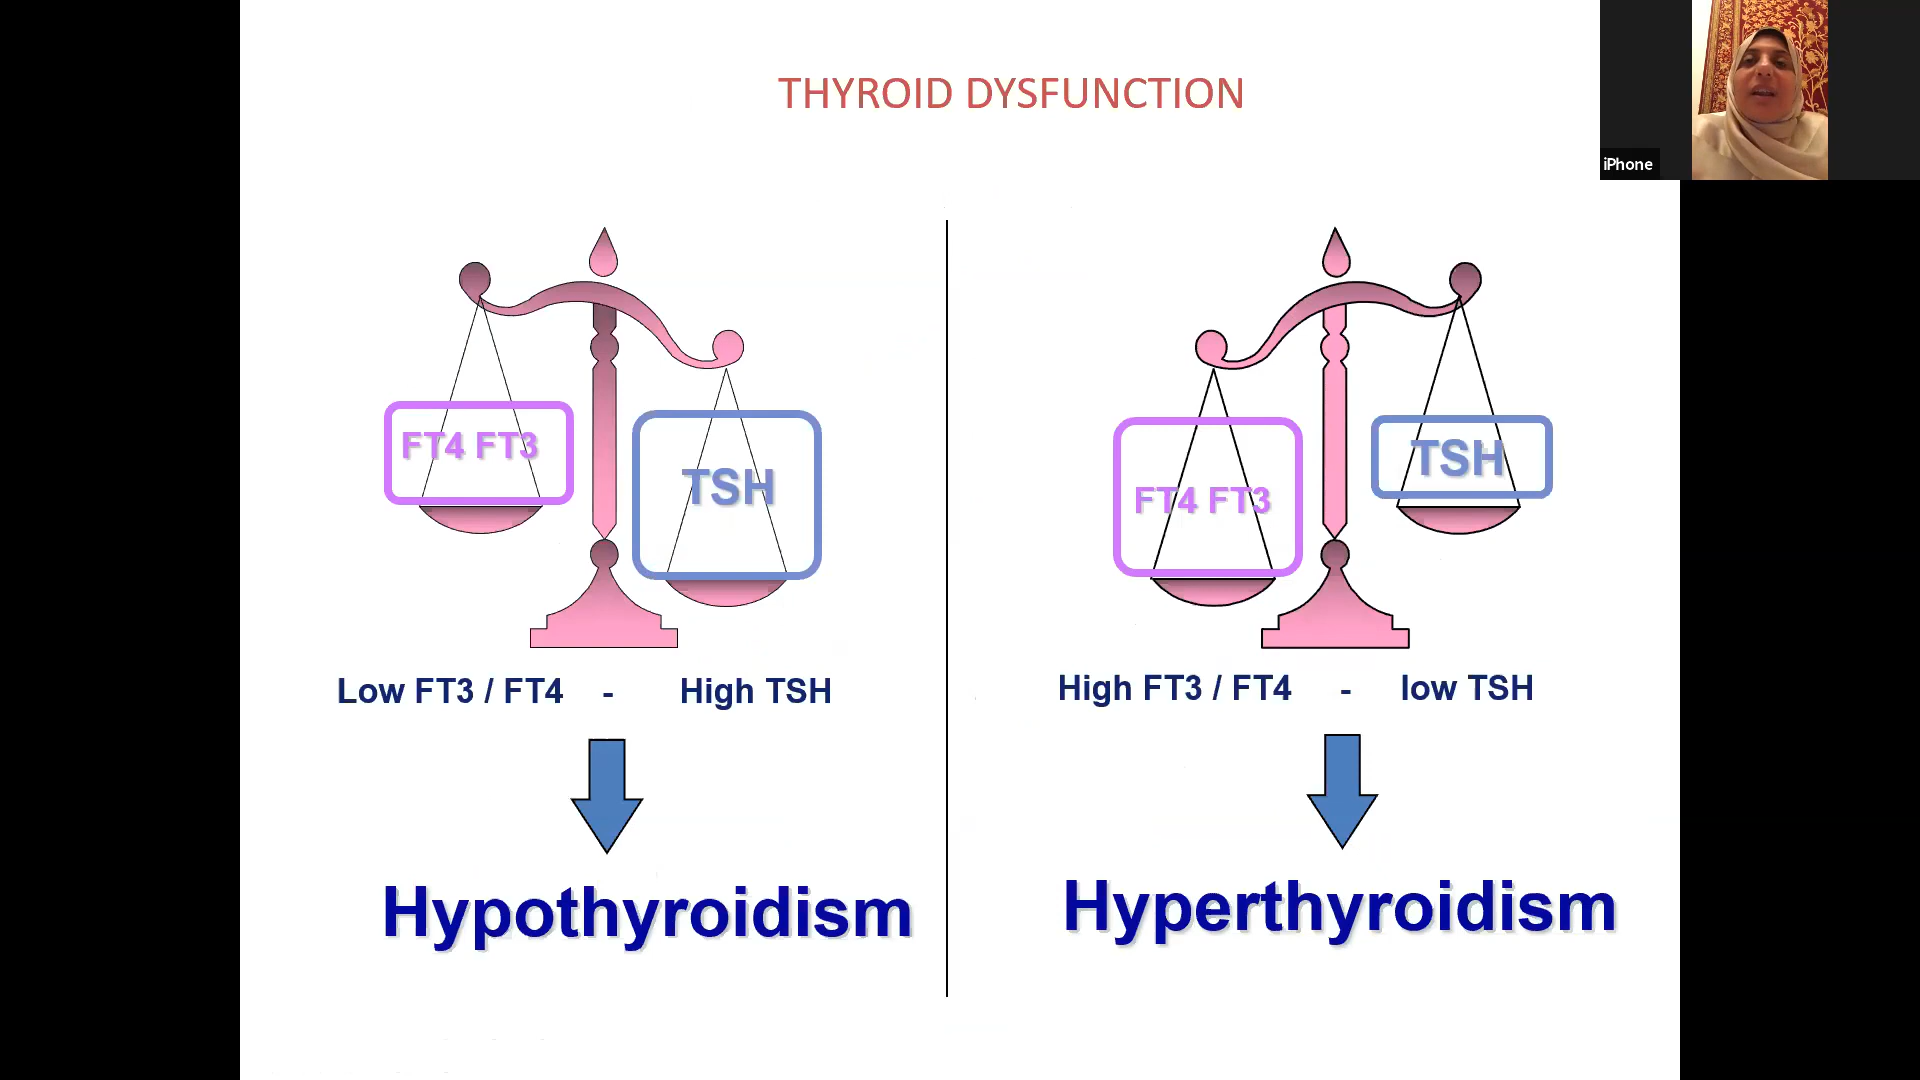 THYROID DYSFUNCTION
iPhone
FT4 FT3
TSH
Low FT3 / FT4 - High TSH
Hypothyroidism
FT4 FT3
TSH
High FT3 / FT4 - low TSH
Hyperthyroidism